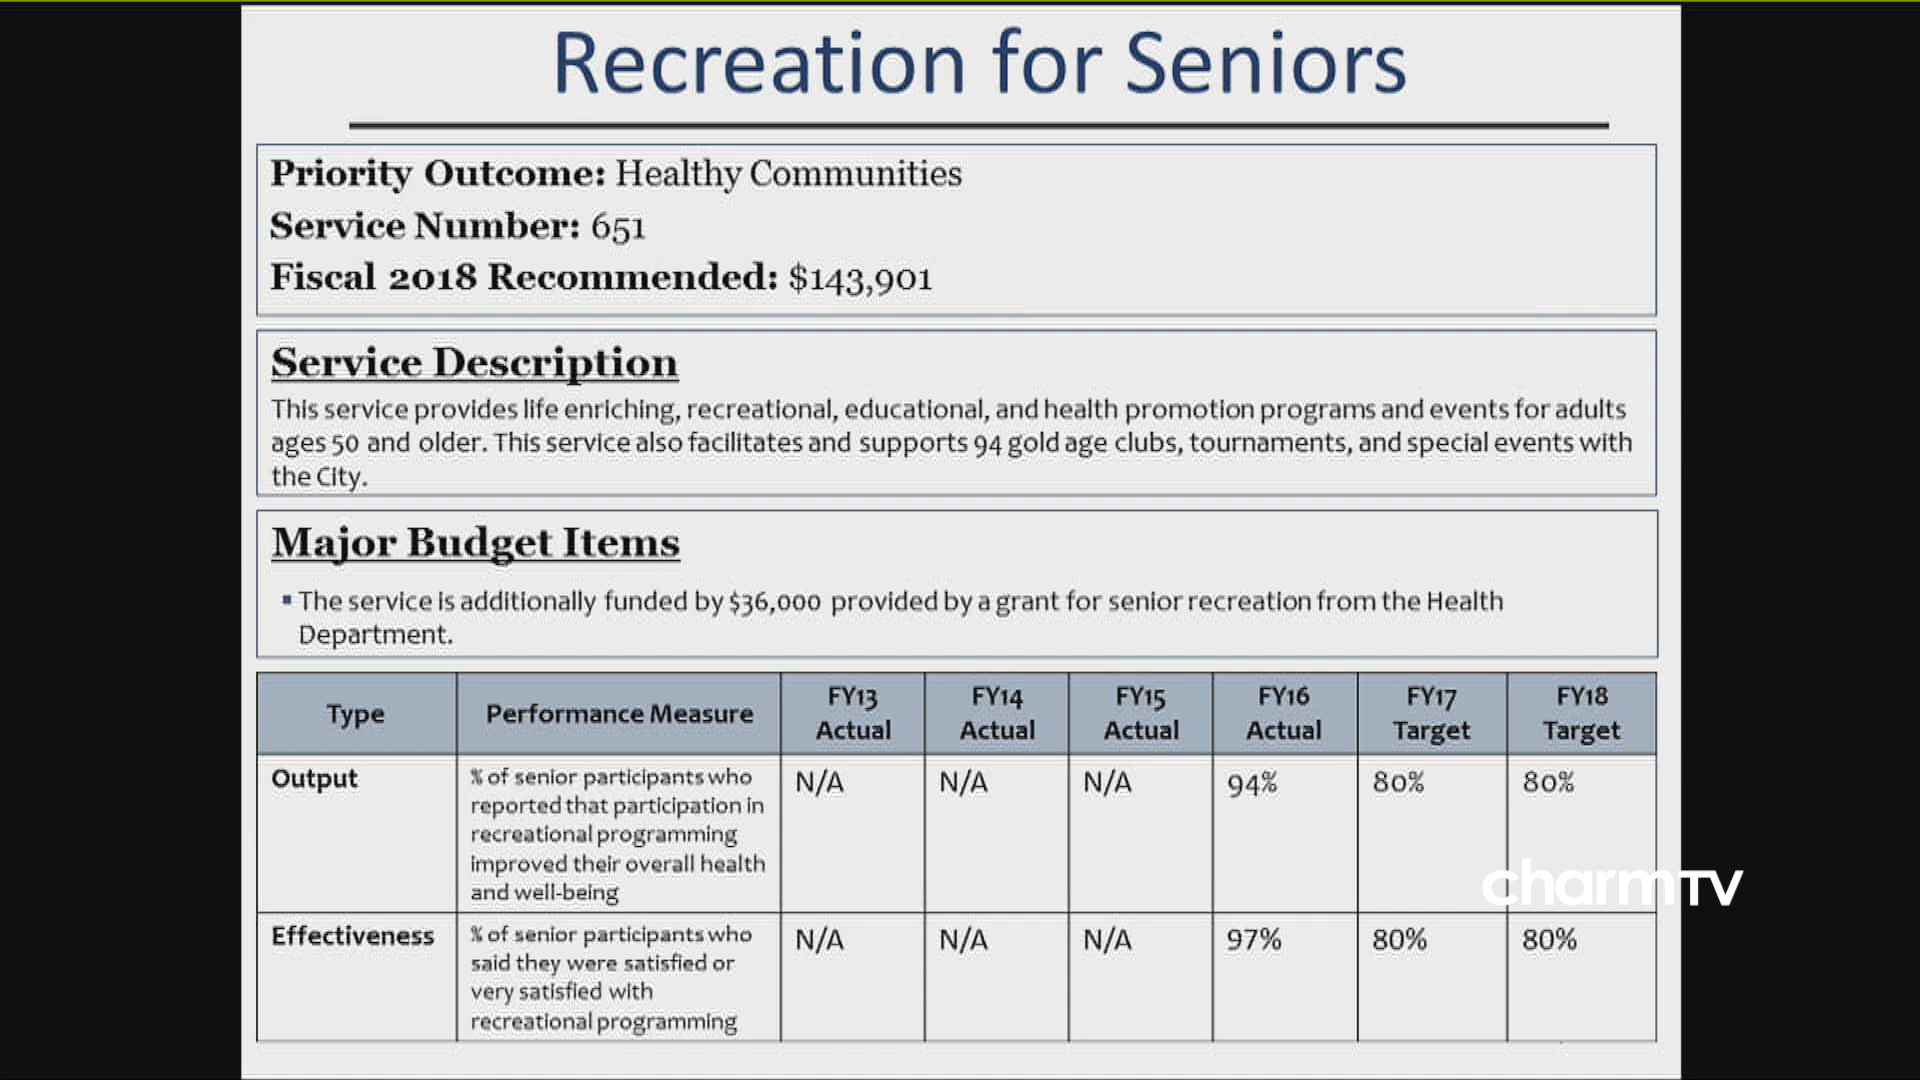 Recreation for Seniors
Priority Outcome: Healthy Communities
Service Number: 651
Fiscal 2018 Recommended: $143,901
Service Description
This service provides life enriching, recreational, educational, and health promotion programs and events for adults
ages 50 and older. This service also facilitates and supports 94 gold age clubs, tournaments, and special events with
the City.
Major Budget Items
▪ The service is additionally funded by $36,000 provided by a grant for senior recreation from the Health
Department.
Type Performance Measure FY13 Actual FY14 Actual FY15 Actual FY16 Actual FY17 Target FY18 Target
Output % of senior participants who N/A N/A N/A 94% 80% 80%
reported that participation in
recreational programming
improved their overall health
and well-being
charmTV
Effectiveness % of senior participants who N/A N/A N/A 97% 80% 80%
said they were satisfied or
very satisfied with
recreational programming